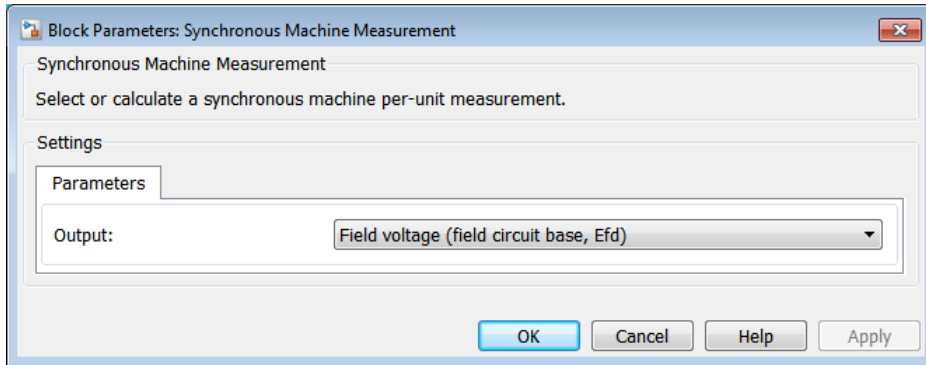 Block Parameters: Synchronous Machine Measurement
Synchronous Machine Measurement
Select or calculate a synchronous machine per-unit measurement.
Settings
Parameters
Output: Field voltage (field circuit base, Efd)
OK Cancel Help Apply